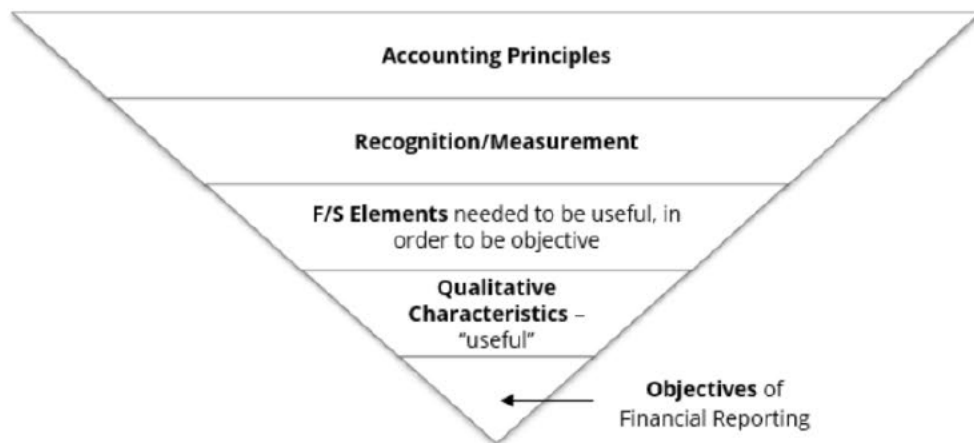 Accounting Principles
Recognition/Measurement
F/S Elements needed to be useful, in
order to be objective
Qualitative
Characteristics –
“useful”
Objectives of
Financial Reporting